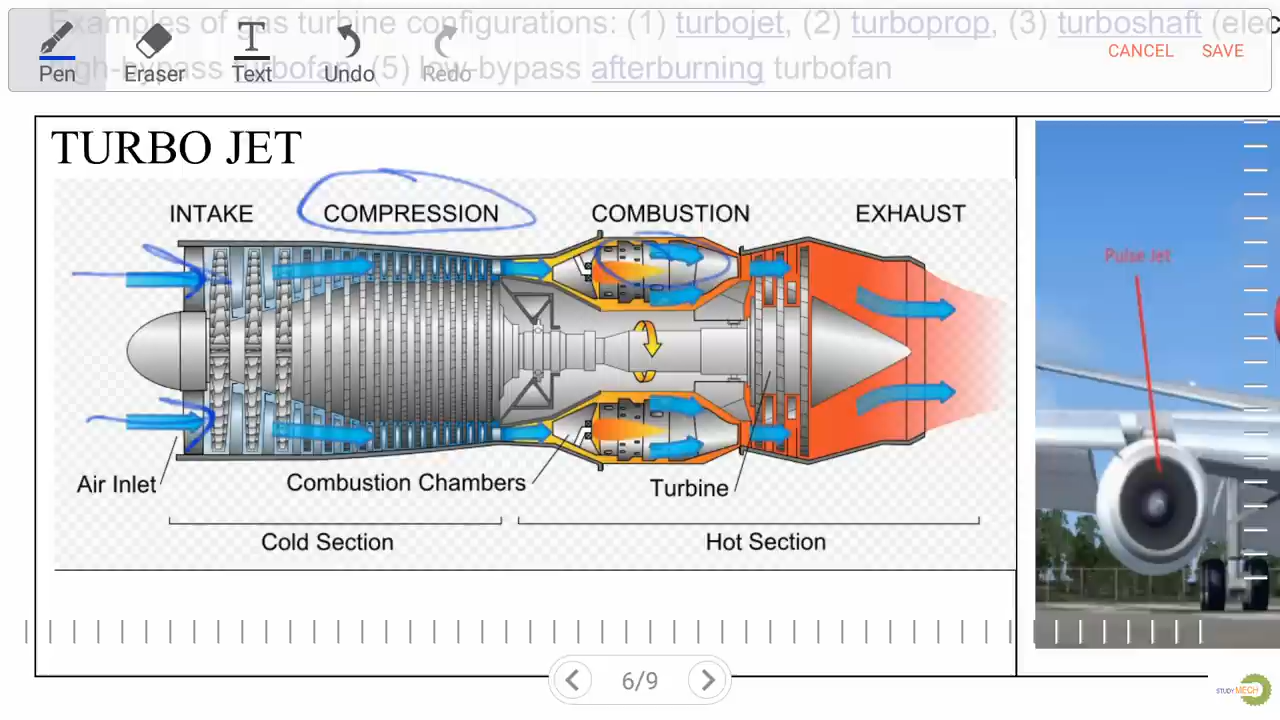 Examples of gas turbine configurations: (1) turbojet, (2) turboprop, (3) turboshaft (elec
high-bypass turbofan, (5) low-bypass afterburning turbofan
Pen
Eraser
Text
Undo
Redo
CANCEL
SAVE
TURBO JET
INTAKE
COMPRESSION
COMBUSTION
EXHAUST
Air Inlet
Combustion Chambers
Turbine
Cold Section
Hot Section
Pulse Jet
6/9
STUDY MECH